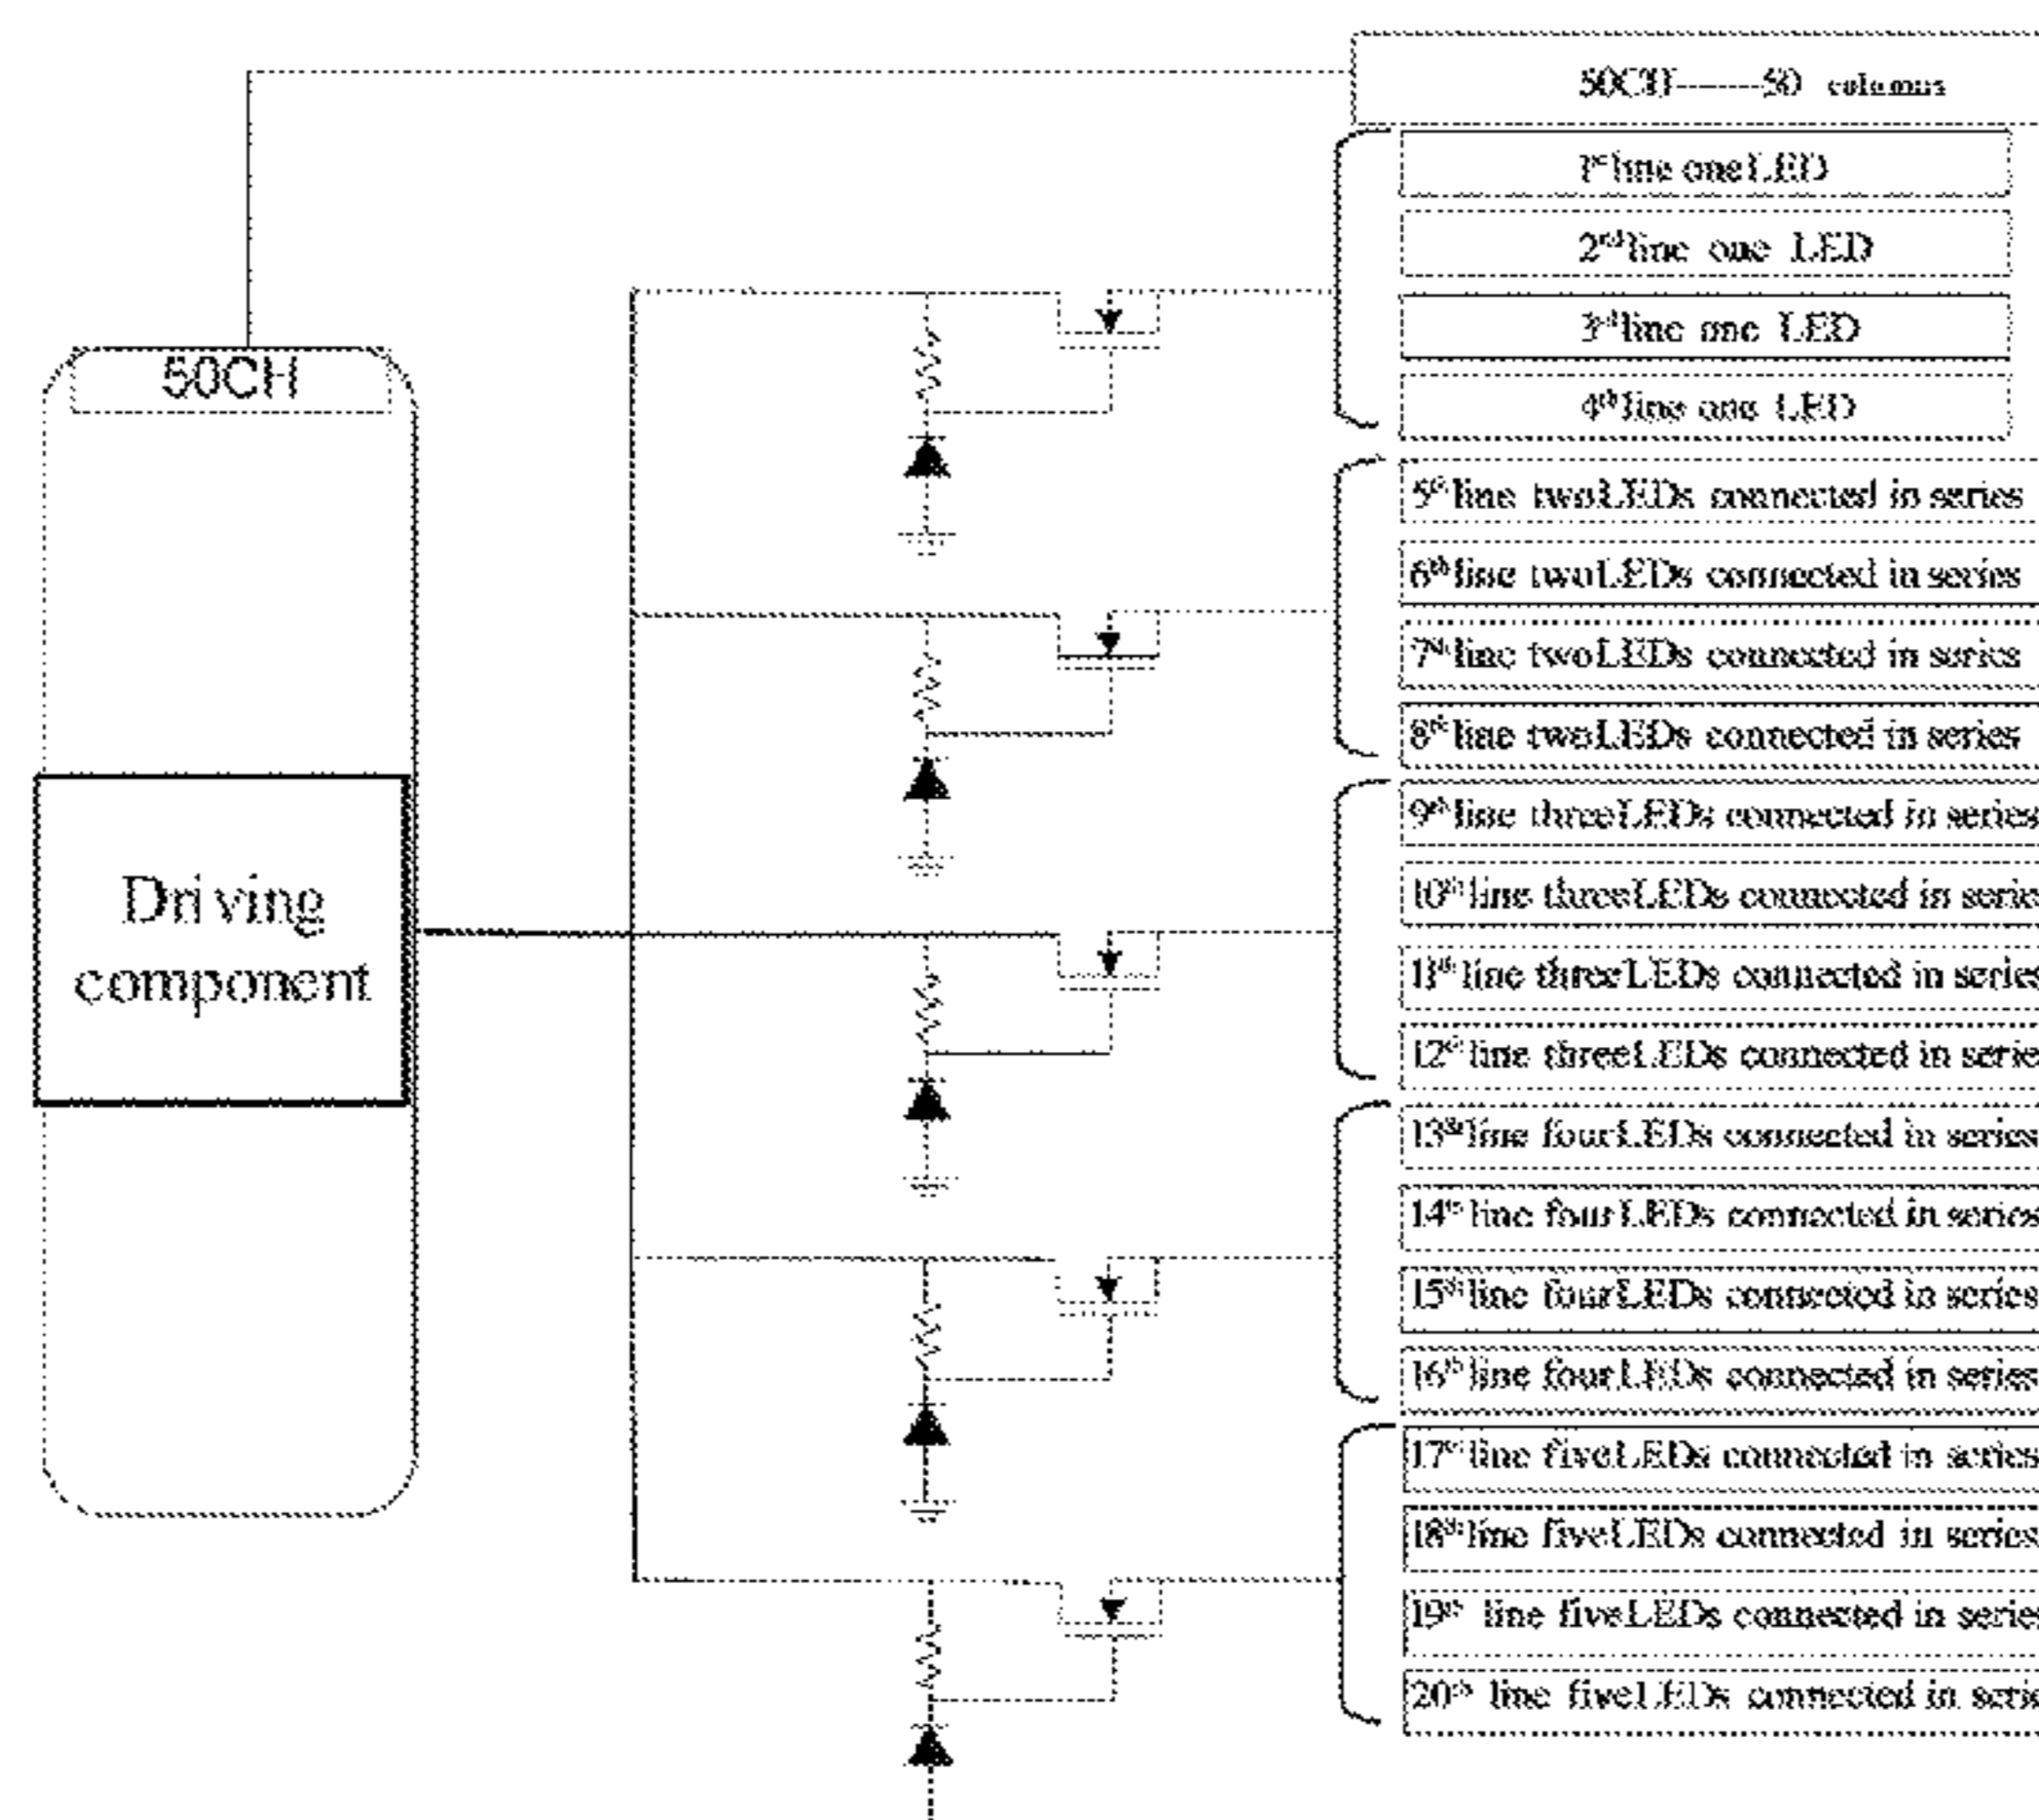 50CH-------50 columns
1st line one LED
2nd line one LED
3rd line one LED
4th line one LED
50CH
5th line two LEDs connected in series
6th line two LEDs connected in series
7th line two LEDs connected in series
8th line two LEDs connected in series
Driving
component
9th line three LEDs connected in series
10th line three LEDs connected in serie
11th line three LEDs connected in series
12th line three LEDs connected in serie
13th line four LEDs connected in series
14th line four LEDs connected in series
15th line four LEDs connected in series
16th line four LEDs connected in series
17th line five LEDs connected in series
18th line five LEDs connected in series
19th line five LEDs connected in series
20th line five LEDs connected in serie